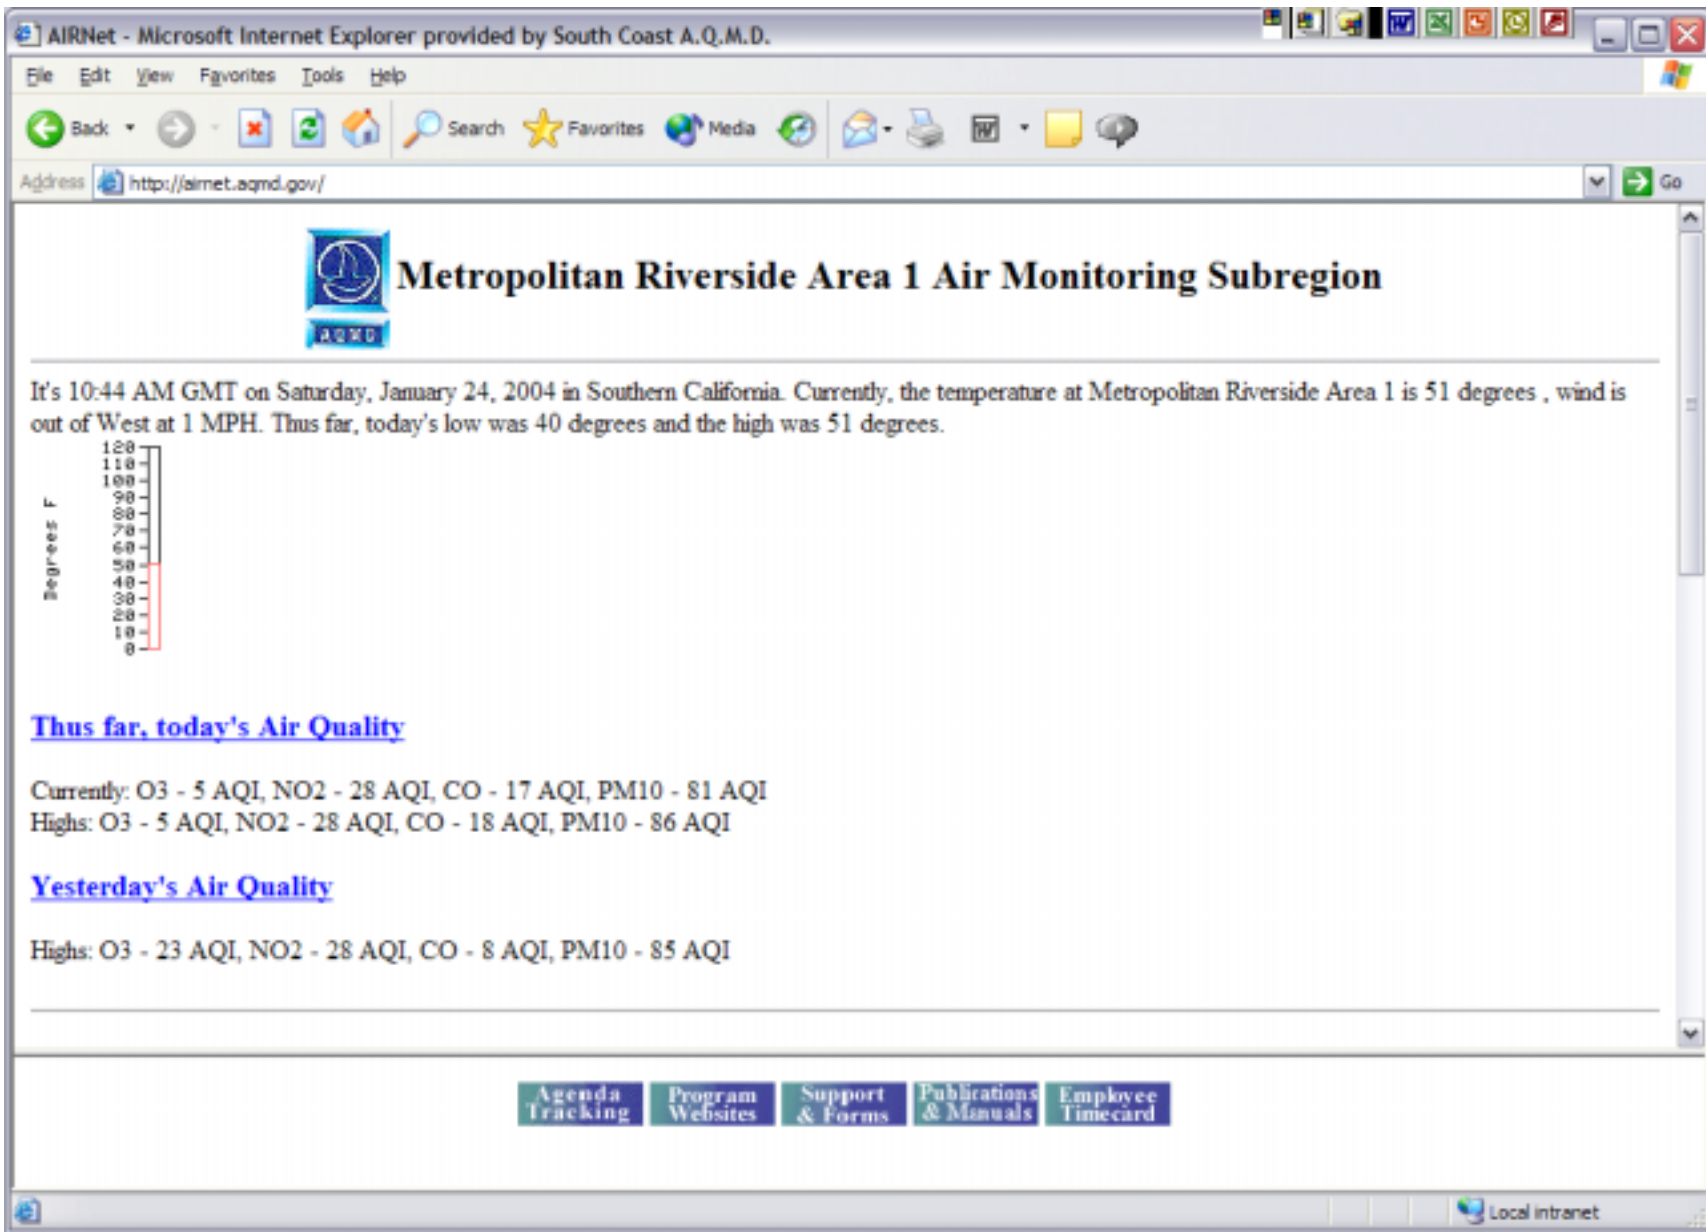 AIRNet - Microsoft Internet Explorer provided by South Coast A.Q.M.D.
File Edit View Favorites Tools Help
Back Search Favorites Media
Address http://airnet.aqmd.gov/ Go
AQMD
Metropolitan Riverside Area 1 Air Monitoring Subregion
It's 10:44 AM GMT on Saturday, January 24, 2004 in Southern California. Currently, the temperature at Metropolitan Riverside Area 1 is 51 degrees , wind is
out of West at 1 MPH. Thus far, today's low was 40 degrees and the high was 51 degrees.
Degrees F
120
110
100
90
80
70
60
50
40
30
20
10
0
Thus far, today's Air Quality
Currently: O3 - 5 AQI, NO2 - 28 AQI, CO - 17 AQI, PM10 - 81 AQI
Highs: O3 - 5 AQI, NO2 - 28 AQI, CO - 18 AQI, PM10 - 86 AQI
Yesterday's Air Quality
Highs: O3 - 23 AQI, NO2 - 28 AQI, CO - 8 AQI, PM10 - 85 AQI
Agenda Tracking
Program Websites
Support & Forms
Publications & Manuals
Employee Timecard
Local intranet